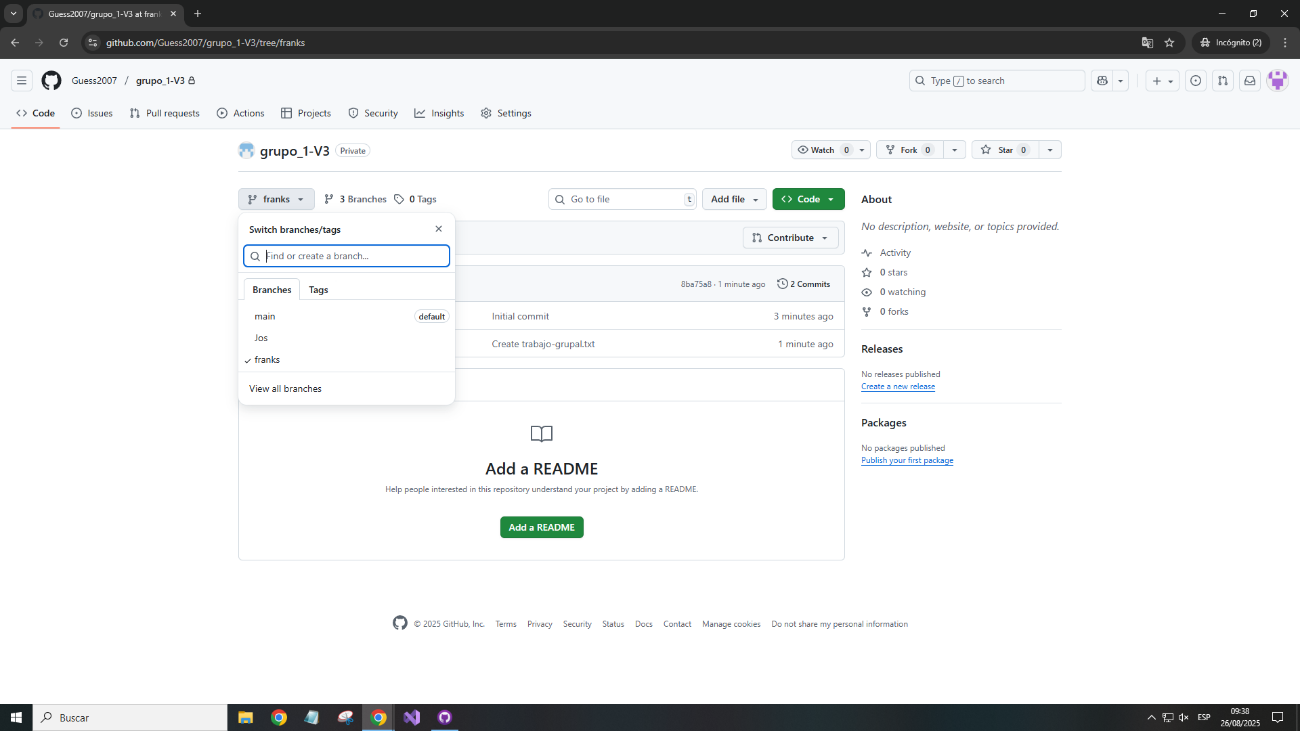 Guess2007/grupo_1-V3 at frank
github.com/Guess2007/grupo_1-V3/tree/franks
Incógnito (2)
Guess2007 / grupo_1-V3
Type / to search
Code
Issues
Pull requests
Actions
Projects
Security
Insights
Settings
grupo_1-V3 Private
Watch 0
Fork 0
Star 0
franks
3 Branches
0 Tags
Go to file t
Add file
Code
About
Switch branches/tags
No description, website, or topics provided.
Contribute
Find or create a branch...
Activity
0 stars
8ba75a8 · 1 minute ago
2 Commits
Branches
Tags
0 watching
0 forks
main default
Initial commit
3 minutes ago
Jos
Create trabajo-grupal.txt
1 minute ago
franks
Releases
No releases published
Create a new release
View all branches
Packages
No packages published
Publish your first package
Add a README
Help people interested in this repository understand your project by adding a README.
Add a README
© 2025 GitHub, Inc. Terms Privacy Security Status Docs Contact Manage cookies Do not share my personal information
Buscar
ESP
09:38
26/08/2025